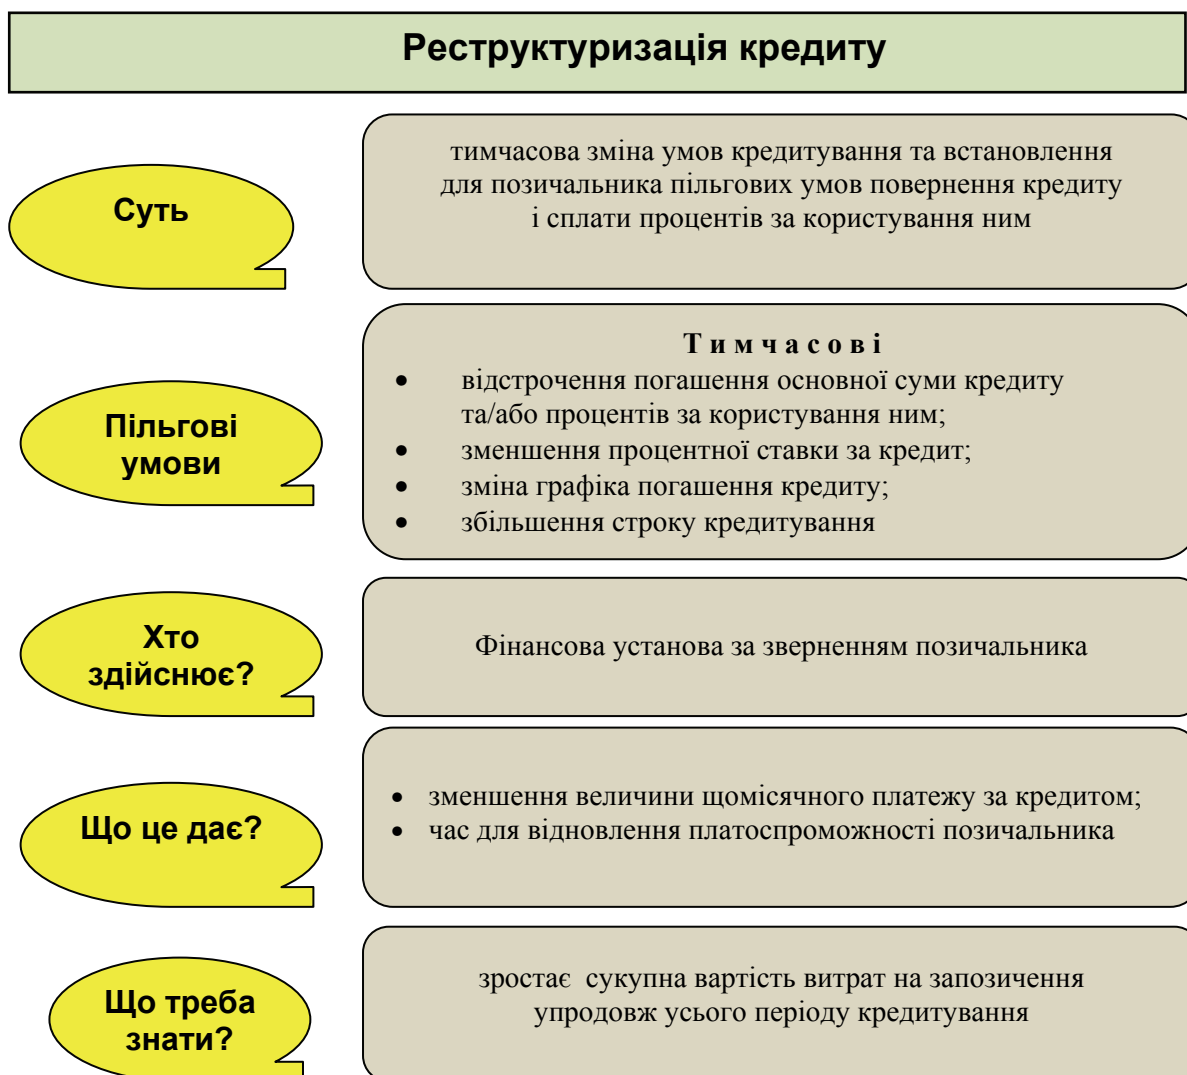 Реструктуризація кредиту
Суть
тимчасова зміна умов кредитування та встановлення
для позичальника пільгових умов повернення кредиту
і сплати процентів за користування ним
Пільгові
умови
Т и м ч а с о в і
• відстрочення погашення основної суми кредиту
та/або процентів за користування ним;
• зменшення процентної ставки за кредит;
• зміна графіка погашення кредиту;
• збільшення строку кредитування
Хто
здійснює?
Фінансова установа за зверненням позичальника
Що це дає?
• зменшення величини щомісячного платежу за кредитом;
• час для відновлення платоспроможності позичальника
Що треба
знати?
зростає сукупна вартість витрат на запозичення
упродовж усього періоду кредитування